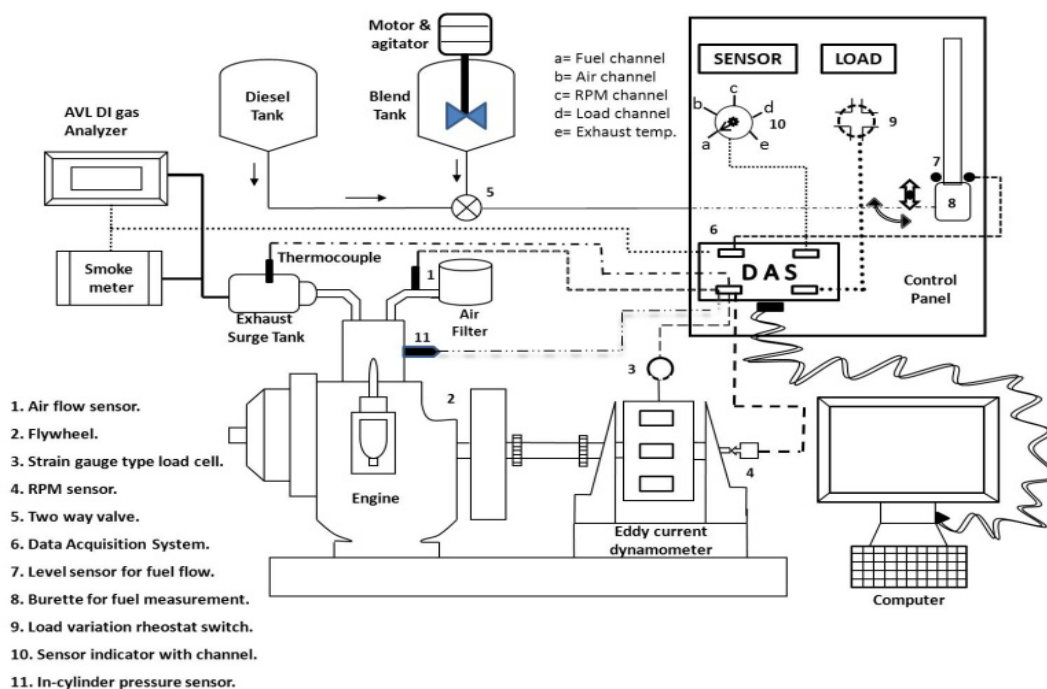 Motor &
agitator
Diesel
Tank
Blend
Tank
a= Fuel channel
b= Air channel
c= RPM channel
d= Load channel
e= Exhaust temp.
SENSOR
LOAD
a
b
c
d
e
10
9
7
8
AVL DI gas
Analyzer
5
6
Smoke
meter
Thermocouple
1
DAS
Control
Panel
Exhaust
Surge Tank
Air
Filter
11
3
2
4
Engine
Eddy current
dynamometer
Computer
1. Air flow sensor.
2. Flywheel.
3. Strain gauge type load cell.
4. RPM sensor.
5. Two way valve.
6. Data Acquisition System.
7. Level sensor for fuel flow.
8. Burette for fuel measurement.
9. Load variation rheostat switch.
10. Sensor indicator with channel.
11. In-cylinder pressure sensor.